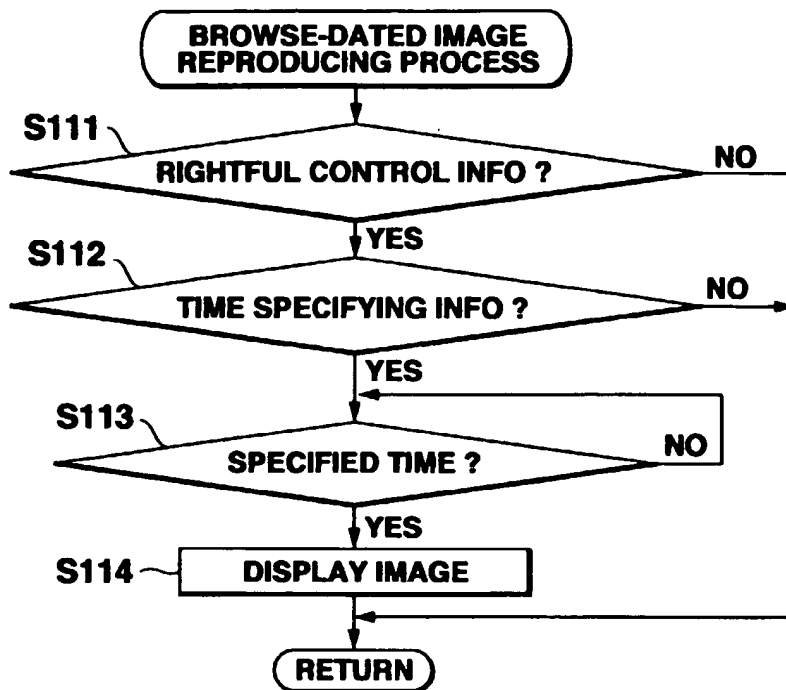 BROWSE-DATED IMAGE
REPRODUCING PROCESS
S111
RIGHTFUL CONTROL INFO ?
NO
YES
S112
TIME SPECIFYING INFO ?
NO
YES
S113
SPECIFIED TIME ?
NO
YES
S114
DISPLAY IMAGE
RETURN